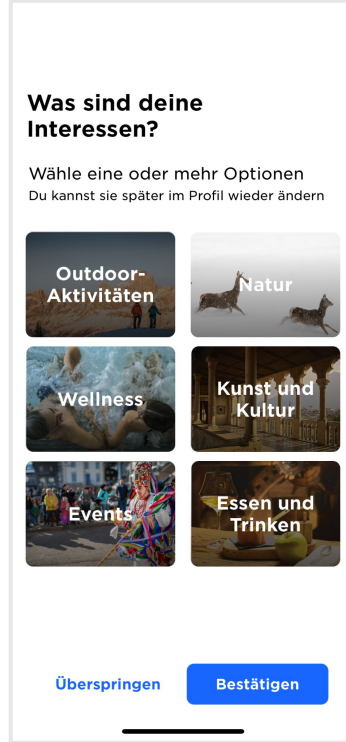 Was sind deine
Interessen?
Wähle eine oder mehr Optionen
Du kannst sie später im Profil wieder ändern
Outdoor-
Aktivitäten
Natur
Wellness
Kunst und
Kultur
Events
Essen und
Trinken
Überspringen
Bestätigen